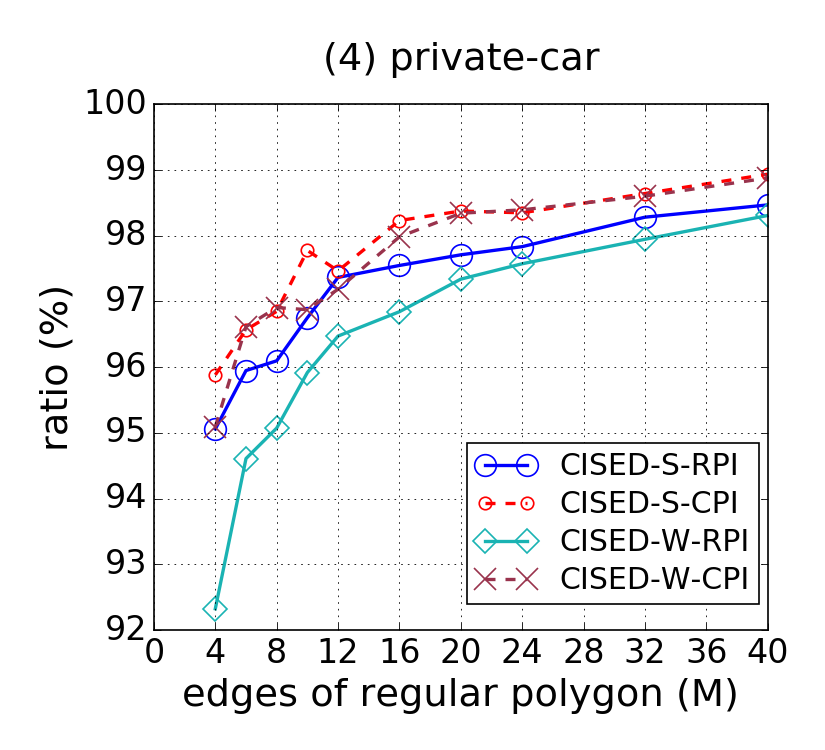 (4) private-car
100
99
98
97
96
95
94
93
92
ratio (%)
CISED-S-RPI
CISED-S-CPI
CISED-W-RPI
CISED-W-CPI
0 4 8 12 16 20 24 28 32 36 40
edges of regular polygon (M)